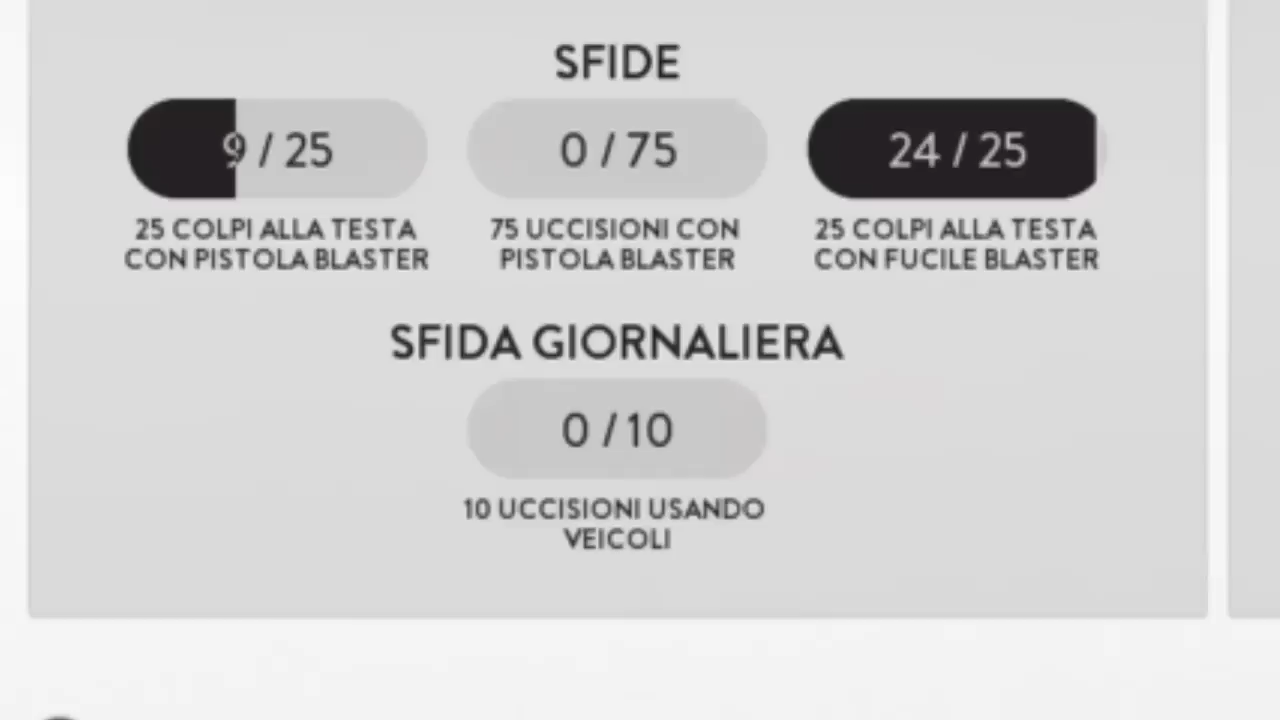 SFIDE
9 / 25
0 / 75
24 / 25
25 COLPI ALLA TESTA
CON PISTOLA BLASTER
75 UCCISIONI CON
PISTOLA BLASTER
25 COLPI ALLA TESTA
CON FUCILE BLASTER
SFIDA GIORNALIERA
0 / 10
10 UCCISIONI USANDO
VEICOLI